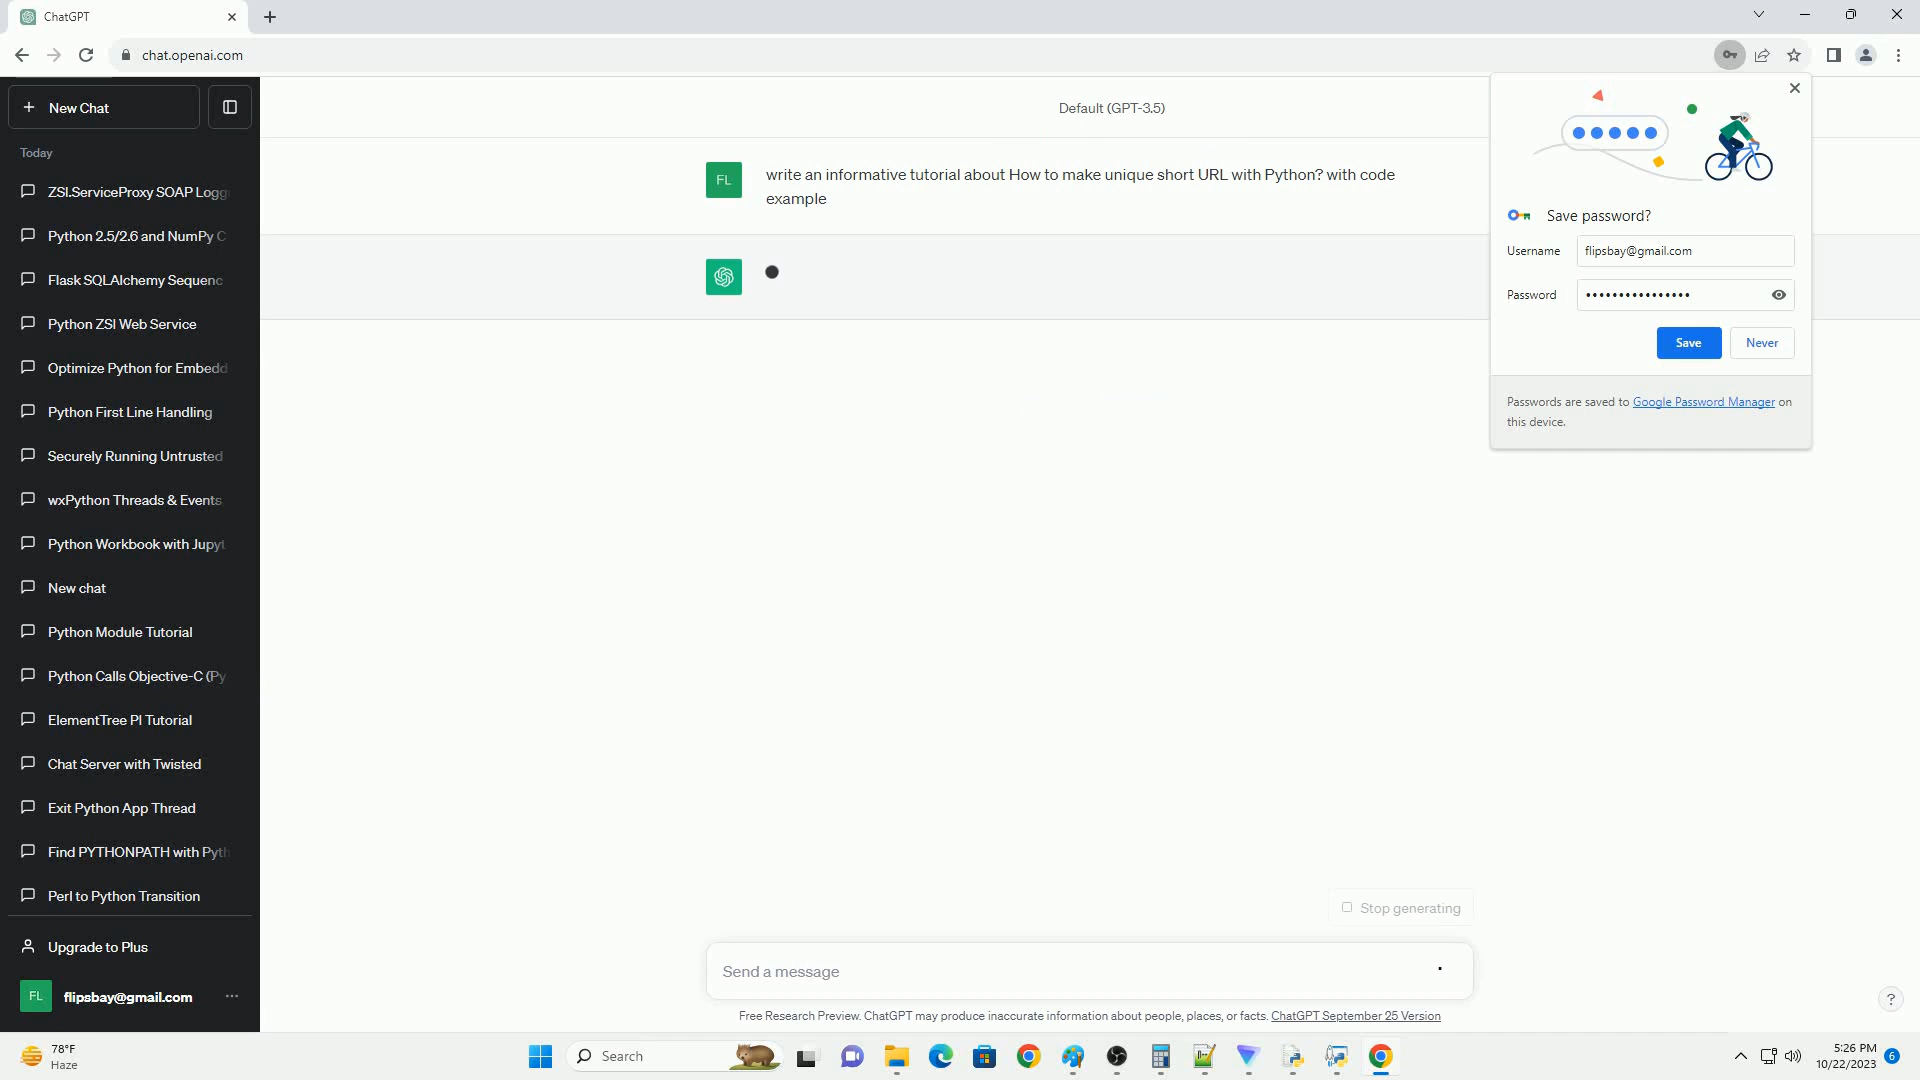 ChatGPT
chat.openai.com
New Chat
Default (GPT-3.5)
Today
ZSI.ServiceProxy SOAP Logg
Python 2.5/2.6 and NumPy C
Flask SQLAlchemy Sequenc
Python ZSI Web Service
Optimize Python for Embedd
Python First Line Handling
Securely Running Untrusted
wxPython Threads & Events
Python Workbook with Jupyt
New chat
Python Module Tutorial
Python Calls Objective-C (Py
ElementTree PI Tutorial
Chat Server with Twisted
Exit Python App Thread
Find PYTHONPATH with Pyth
Perl to Python Transition
Upgrade to Plus
FL
flipsbay@gmail.com
FL
write an informative tutorial about How to make unique short URL with Python? with code
example
Save password?
Username
flipsbay@gmail.com
Password
Save
Never
Passwords are saved to Google Password Manager on
this device.
Stop generating
Send a message
Free Research Preview. ChatGPT may produce inaccurate information about people, places, or facts. ChatGPT September 25 Version
?
78°F
Haze
Search
5:26 PM
10/22/2023
6